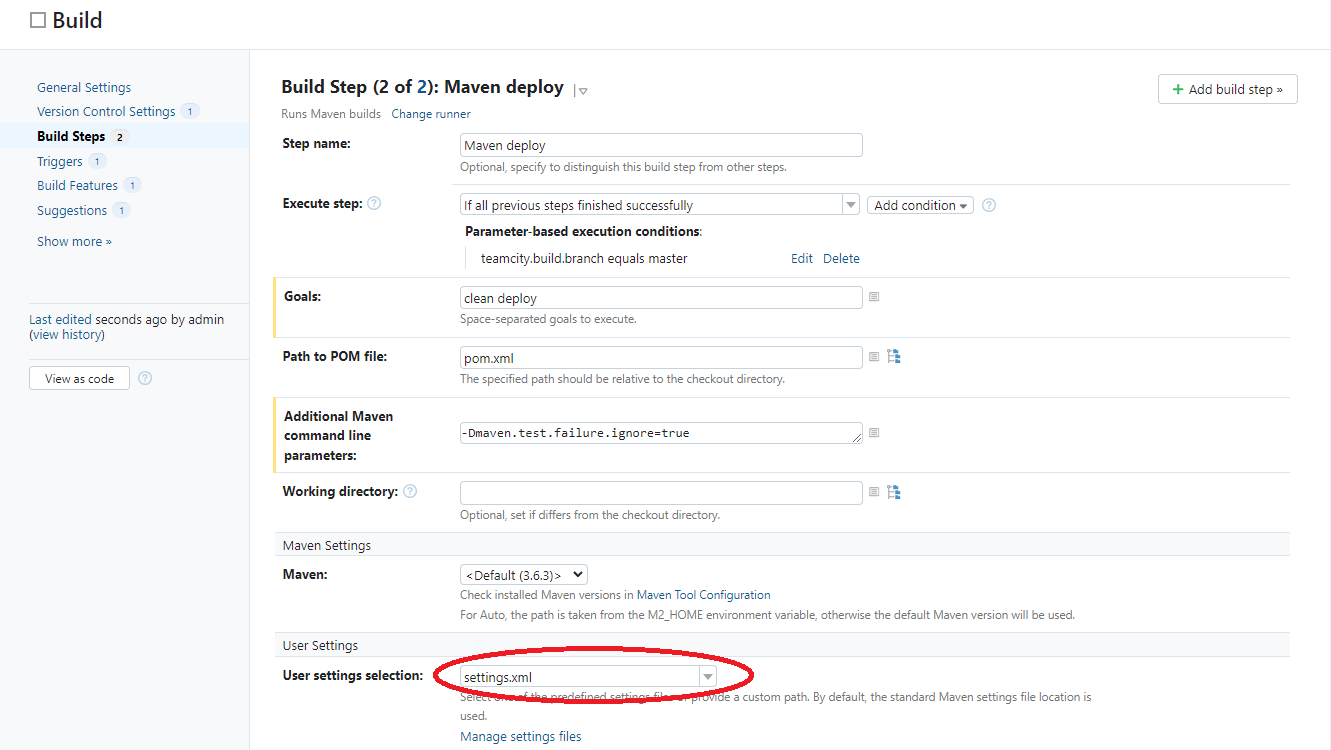 Build
General Settings
Version Control Settings 1
Build Steps 2
Triggers 1
Build Features 1
Suggestions 1
Show more »
Last edited seconds ago by admin
(view history)
View as code ?
Build Step (2 of 2): Maven deploy
Add build step »
Runs Maven builds Change runner
Step name:
Maven deploy
Optional, specify to distinguish this build step from other steps.
Execute step: ?
If all previous steps finished successfully
Add condition ?
Parameter-based execution conditions:
teamcity.build.branch equals master Edit Delete
Goals:
clean deploy
Space-separated goals to execute.
Path to POM file:
pom.xml
The specified path should be relative to the checkout directory.
Additional Maven
command line
parameters:
-Dmaven.test.failure.ignore=true
Working directory: ?
Optional, set if differs from the checkout directory.
Maven Settings
Maven:
<Default (3.6.3)>
Check installed Maven versions in Maven Tool Configuration
For Auto, the path is taken from the M2_HOME environment variable, otherwise the default Maven version will be used.
User Settings
User settings selection:
settings.xml
Select one of the predefined settings files or provide a custom path. By default, the standard Maven settings file location is
used.
Manage settings files